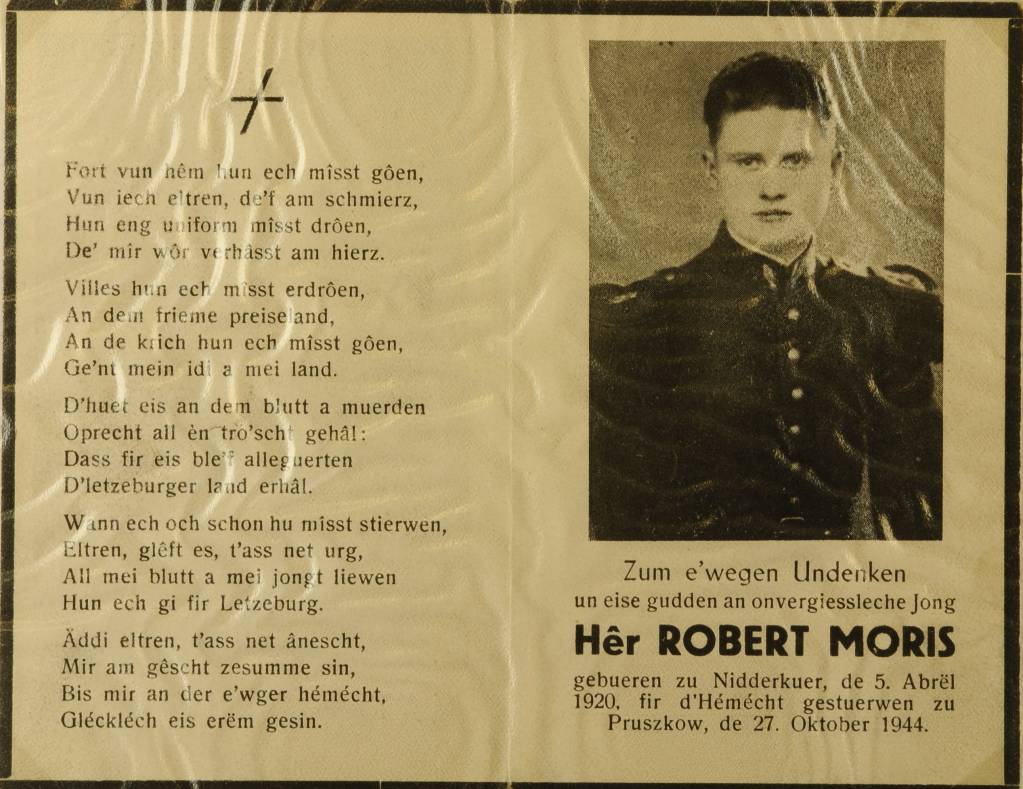 Fort vun hêm hun ech mîsst gôen,
Vun iech eltren, de'f am schmierz,
Hun eng uniform mîsst drôen,
De' mîr wôr verhâsst am hierz.
Villes hun ech mîsst erdrôen,
An dem frieme preiseland,
An de krich hun ech mîsst gôen,
Ge'nt mein idi a mei land.
D'huet eis an dem blutt a muerden
Oprecht all èn tro'scht gehâl:
Dass fir eis ble'f alleguerten
D'letzeburger land erhâl.
Wann ech och schon hu mîsst stierwen,
Eltren, glêft es, t'ass net urg,
All mei blutt a mei jongt liewen
Hun ech gi fir Letzeburg.
Äddi eltren, t'ass net ânescht,
Mir am gêscht zesumme sin,
Bis mir an der e'wger hémécht,
Glécklέch eis erëm gesin.
Zum e'wegen Undenken
un eise gudden an onvergiessleche Jong
Hêr ROBERT MORIS
gebueren zu Nidderkuer, de 5. Abrël
1920, fir d'Hémécht gestuerwen zu
Pruszkow, de 27. Oktober 1944.